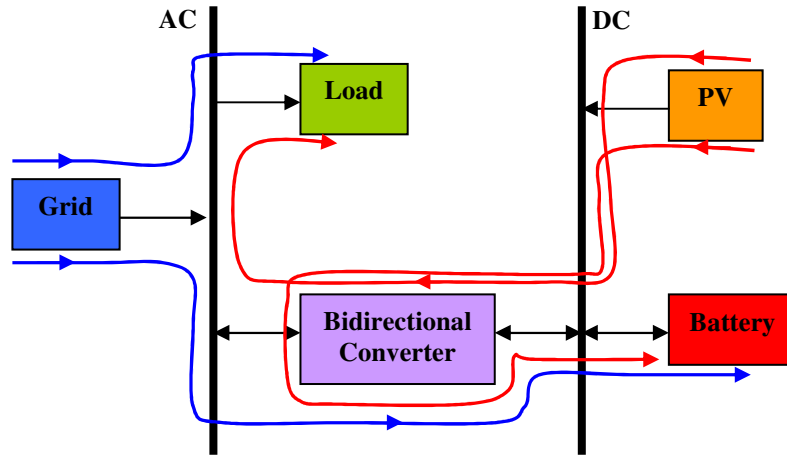 AC
DC
Load
PV
Grid
Bidirectional
Converter
Battery